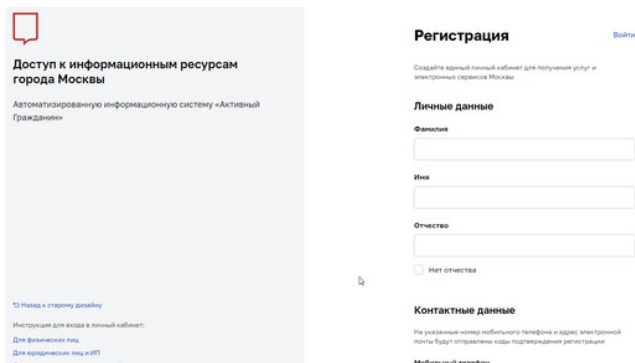 Доступ к информационным ресурсам
города Москвы
Автоматизированную информационную систему «Активный
Гражданин»
Назад к старому дизайну
Инструкция для входа в личный кабинет:
Для физических лиц
Для юридических лиц и ИП
Регистрация
Войти
Создайте единый личный кабинет для получения услуг и
электронных сервисов Москвы
Личные данные
Фамилия
Имя
Отчество
Нет отчества
Контактные данные
На указанные номер мобильного телефона и адрес электронной
почты будут отправлены коды подтверждения регистрации
Мобильный телефон